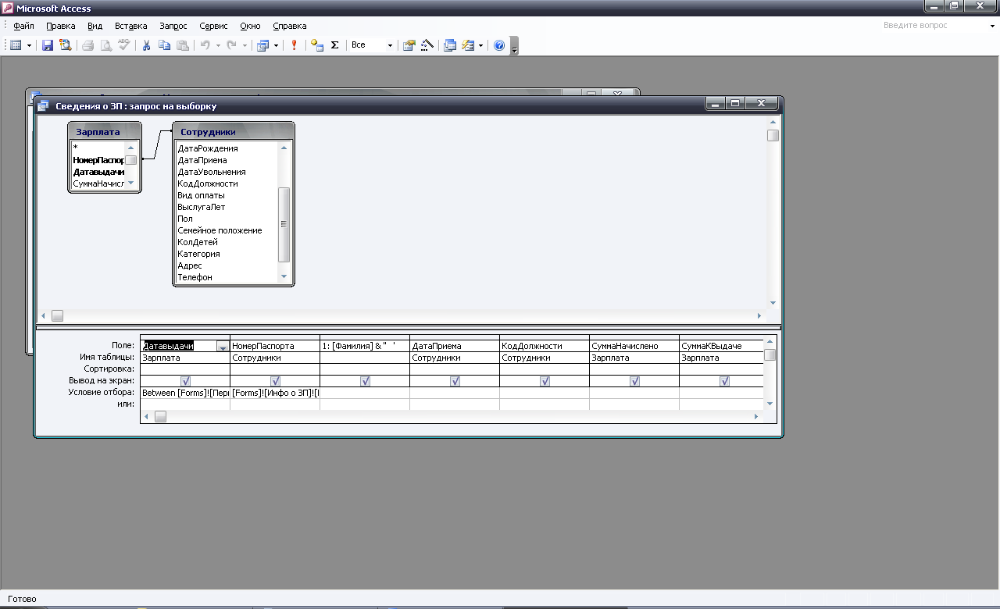 Microsoft Access
Файл Правка Вид Вставка Запрос Сервис Окно Справка Введите вопрос
Все
Сведения о ЗП : запрос на выборку
Зарплата
*
НомерПаспор
Датавыдачи
СуммаНачисл
Сотрудники
ДатаРождения
ДатаПриема
ДатаУвольнения
КодДолжности
Вид оплаты
ВыслугаЛет
Пол
Семейное положение
КолДетей
Категория
Адрес
Телефон
Поле: Датавыдачи НомерПаспорта 1: [Фамилия] & " ' ДатаПриема КодДолжности СуммаНачислено СуммаКВыдаче
Имя таблицы: Зарплата Сотрудники Сотрудники Сотрудники Зарплата Зарплата
Сортировка:
Вывод на экран:
Условие отбора: Between [Forms]![Пери [Forms]![Инфо о ЗП]![
или:
Готово